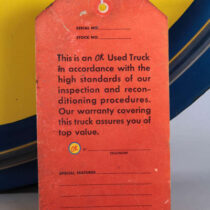 SERIAL NO.
STOCK NO.
This is an OK Used Truck
in accordance with the
high standards of our
inspection and recon-
ditioning procedures.
Our warranty covering
this truck assures you of
top value.
OK
SPECIAL FEATURES